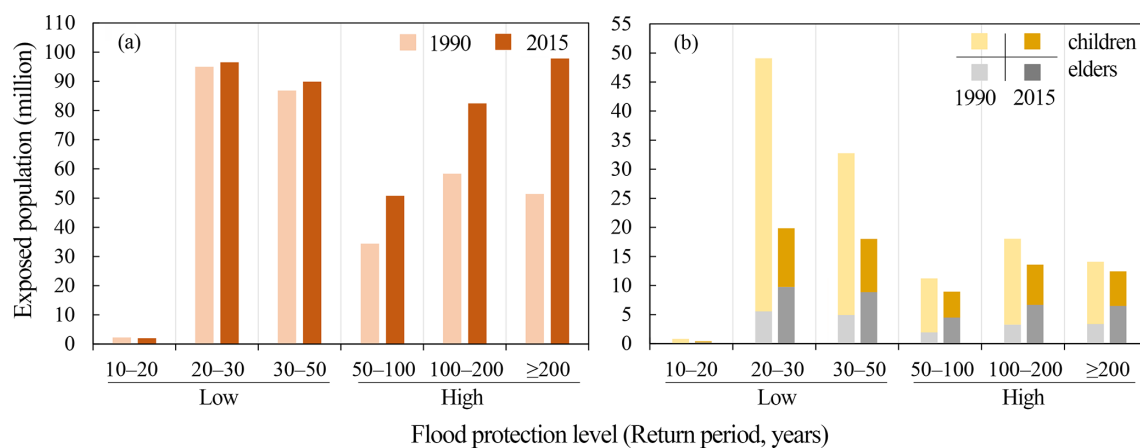 Exposed population (million)
(a)
1990 2015
110
100
90
80
70
60
50
40
30
20
10
0
10–20 20–30 30–50 50–100 100–200 ≥200
Low High
(b)
children
elders
1990 2015
55
50
45
40
35
30
25
20
15
10
5
0
10–20 20–30 30–50 50–100 100–200 ≥200
Low High
Flood protection level (Return period, years)